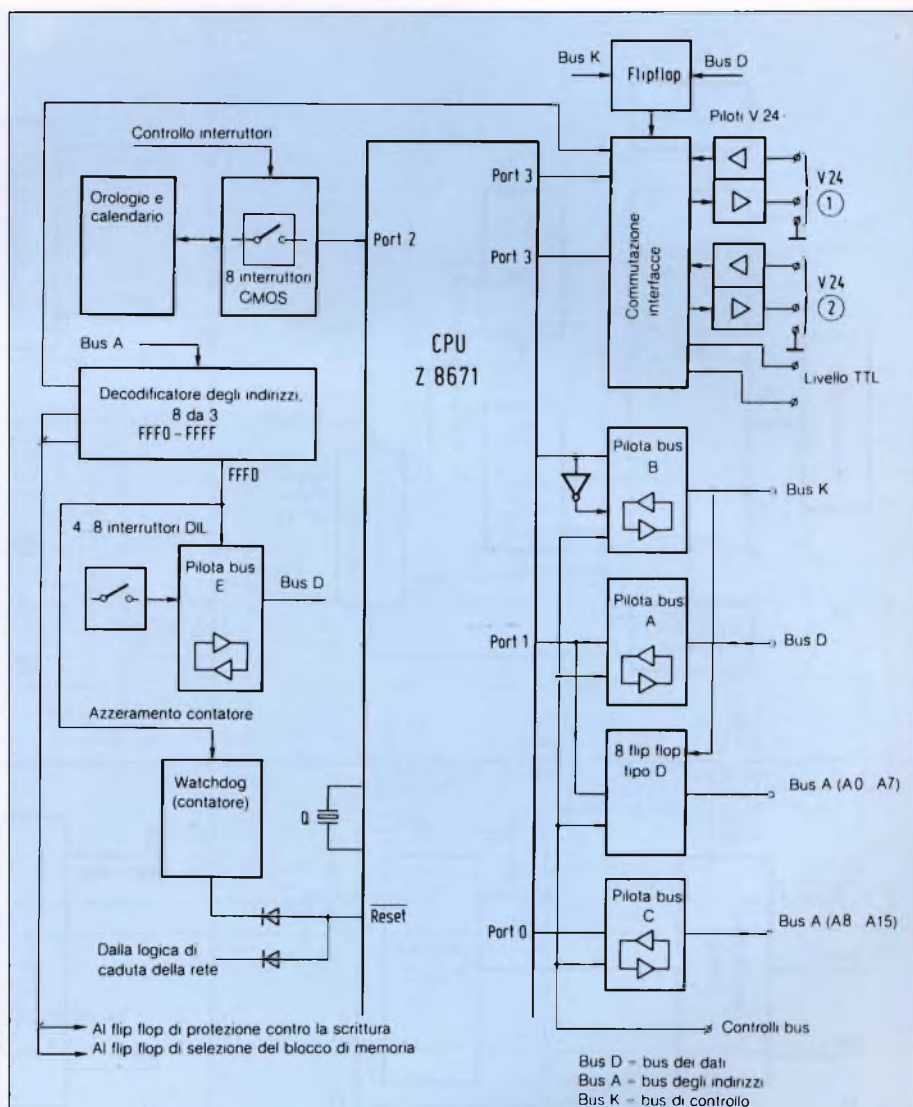 Bus K
Flipflop
Bus D
Piloti V 24
Controllo interruttori
Orologio e
calendario
8 interruttori
CMOS
Port 2
Port 3
Port 3
Commutazione
interfacce
V 24
1
V 24
2
Livello TTL
CPU
Z 8671
Bus A
Decodificatore degli indirizzi,
8 da 3
FFF0 – FFFF
FFF0
4 8 interruttori DIL
Pilota bus
E
Bus D
Pilota bus
B
Bus K
Port 1
Pilota bus
A
Bus D
Azzeramento contatore
Watchdog
(contatore)
Q
8 flip flop
tipo D
Bus A (A0 A7)
Reset
Dalla logica di
caduta della rete
Port 0
Pilota bus
C
Bus A (A8 A15)
Al flip flop di protezione contro la scrittura
Al flip flop di selezione del blocco di memoria
Controlli bus
Bus D = bus dei dati
Bus A = bus degli indirizzi
Bus K = bus di controllo